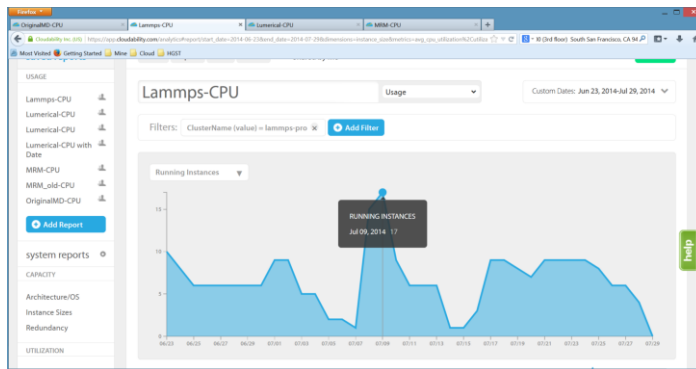 Firefox
OriginalMD-CPU
Lammps-CPU
Lumerical-CPU
MRM-CPU
Cloudability Inc. (US)
Most Visited
Getting Started
Mine
Cloud
HGST
USAGE
Lammps-CPU
Lumerical-CPU
Lumerical-CPU
Lumerical-CPU with
Date
MRM-CPU
MRM_old-CPU
OriginalMD-CPU
Add Report
system reports
CAPACITY
Architecture/OS
Instance Sizes
Redundancy
UTILIZATION
Lammps-CPU
Usage
Custom Dates: Jun 23, 2014-Jul 29, 2014
Filters: ClusterName (value) = lammps-pro
Add Filter
Running Instances
RUNNING INSTANCES
Jul 09, 2014 17
15
10
5
0
06/23 06/25 06/27 06/29 07/01 07/03 07/05 07/07 07/09 07/11 07/13 07/15 07/17 07/19 07/21 07/23 07/25 07/27 07/29
help